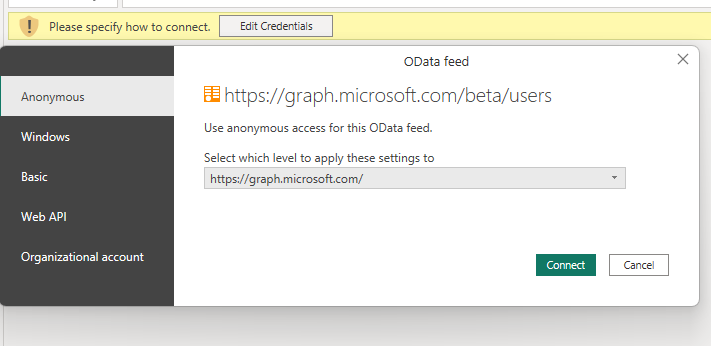 Please specify how to connect. Edit Credentials
OData feed
Anonymous
Windows
Basic
Web API
Organizational account
https://graph.microsoft.com/beta/users
Use anonymous access for this OData feed.
Select which level to apply these settings to
https://graph.microsoft.com/
Connect Cancel